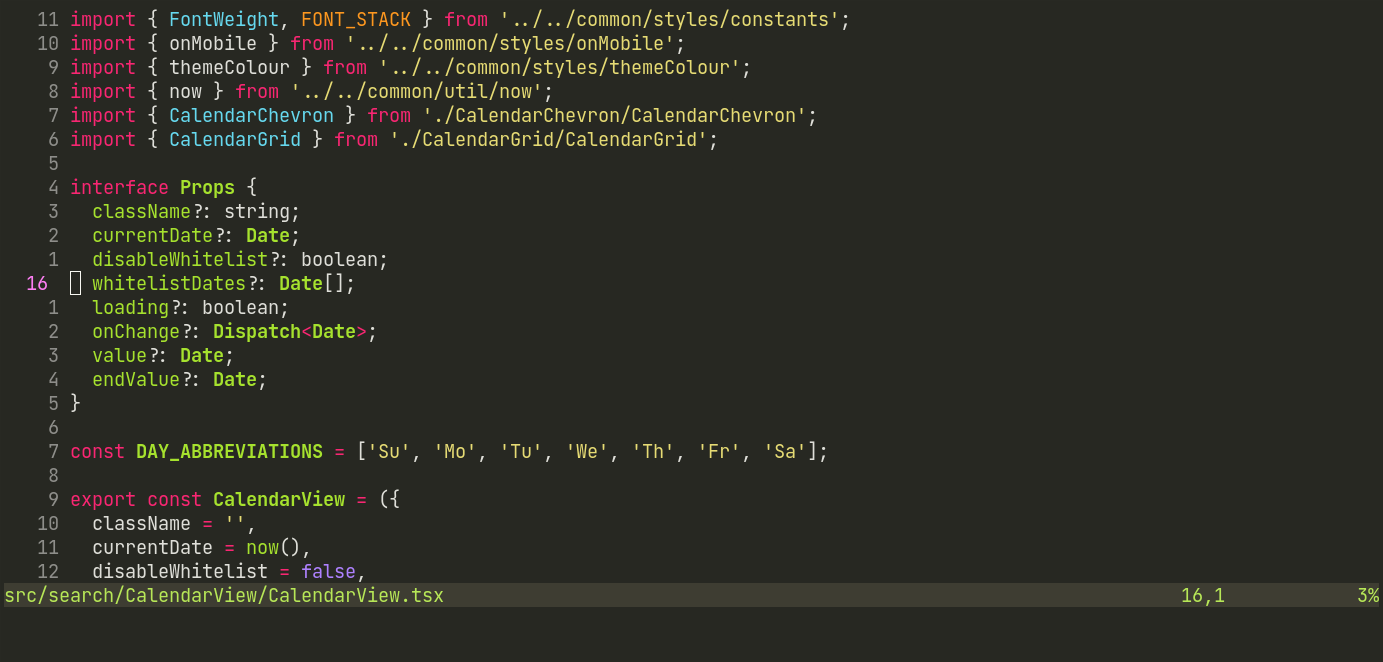 11 import { FontWeight, FONT_STACK } from '../../common/styles/constants';
10 import { onMobile } from '../../common/styles/onMobile';
9 import { themeColour } from '../../common/styles/themeColour';
8 import { now } from '../../common/util/now';
7 import { CalendarChevron } from './CalendarChevron/CalendarChevron';
6 import { CalendarGrid } from './CalendarGrid/CalendarGrid';
5
4 interface Props {
3   className?: string;
2   currentDate?: Date;
1   disableWhitelist?: boolean;
16   whitelistDates?: Date[];
1   loading?: boolean;
2   onChange?: Dispatch<Date>;
3   value?: Date;
4   endValue?: Date;
5 }
6
7 const DAY_ABBREVIATIONS = ['Su', 'Mo', 'Tu', 'We', 'Th', 'Fr', 'Sa'];
8
9 export const CalendarView = ({
10   className = '',
11   currentDate = now(),
12   disableWhitelist = false,
src/search/CalendarView/CalendarView.tsx 16,1 3%